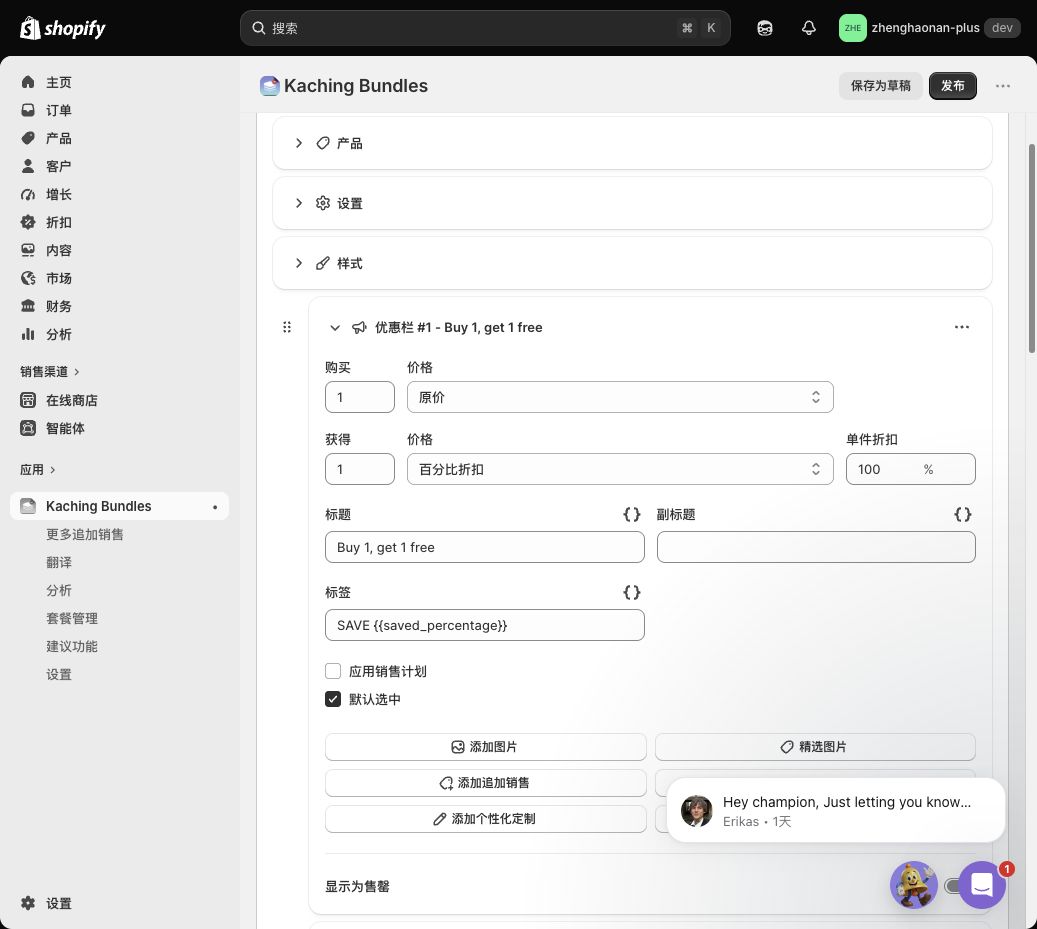 shopify
搜索
⌘ K
ZHE
zhenghaonan-plus
dev
主页
订单
产品
客户
增长
折扣
内容
市场
财务
分析
销售渠道
在线商店
智能体
应用
Kaching Bundles
更多追加销售
翻译
分析
套餐管理
建议功能
设置
设置
Kaching Bundles
保存为草稿
发布
产品
设置
样式
优惠栏 #1 - Buy 1, get 1 free
购买
价格
1
原价
获得
价格
单件折扣
1
百分比折扣
100 %
标题
{}
副标题
{}
Buy 1, get 1 free
标签
{}
SAVE {{saved_percentage}}
应用销售计划
默认选中
添加图片
精选图片
添加追加销售
添加个性化定制
Hey champion, Just letting you know...
Erikas • 1天
显示为售罄
1